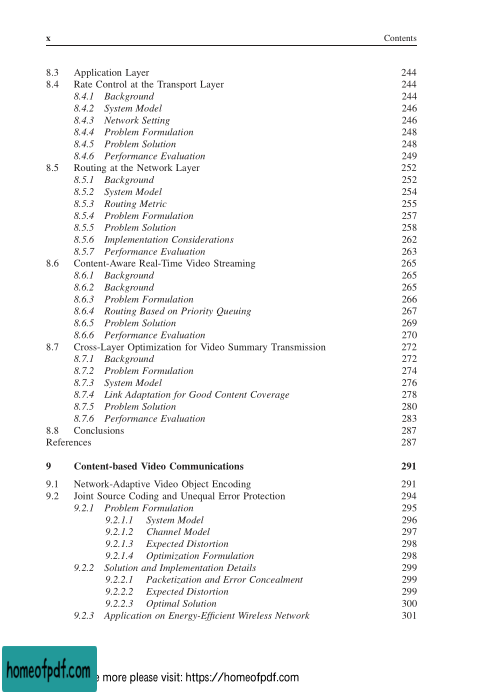 x Contents
8.3 Application Layer 244
8.4 Rate Control at the Transport Layer 244
8.4.1 Background 244
8.4.2 System Model 246
8.4.3 Network Setting 246
8.4.4 Problem Formulation 248
8.4.5 Problem Solution 248
8.4.6 Performance Evaluation 249
8.5 Routing at the Network Layer 252
8.5.1 Background 252
8.5.2 System Model 254
8.5.3 Routing Metric 255
8.5.4 Problem Formulation 257
8.5.5 Problem Solution 258
8.5.6 Implementation Considerations 262
8.5.7 Performance Evaluation 263
8.6 Content-Aware Real-Time Video Streaming 265
8.6.1 Background 265
8.6.2 Background 265
8.6.3 Problem Formulation 266
8.6.4 Routing Based on Priority Queuing 267
8.6.5 Problem Solution 269
8.6.6 Performance Evaluation 270
8.7 Cross-Layer Optimization for Video Summary Transmission 272
8.7.1 Background 272
8.7.2 Problem Formulation 274
8.7.3 System Model 276
8.7.4 Link Adaptation for Good Content Coverage 278
8.7.5 Problem Solution 280
8.7.6 Performance Evaluation 283
8.8 Conclusions 287
References 287
9 Content-based Video Communications 291
9.1 Network-Adaptive Video Object Encoding 291
9.2 Joint Source Coding and Unequal Error Protection 294
9.2.1 Problem Formulation 295
9.2.1.1 System Model 296
9.2.1.2 Channel Model 297
9.2.1.3 Expected Distortion 298
9.2.1.4 Optimization Formulation 298
9.2.2 Solution and Implementation Details 299
9.2.2.1 Packetization and Error Concealment 299
9.2.2.2 Expected Distortion 299
9.2.2.3 Optimal Solution 300
9.2.3 Application on Energy-Efficient Wireless Network 301
homeofpdf.com
more please visit: https://homeofpdf.com